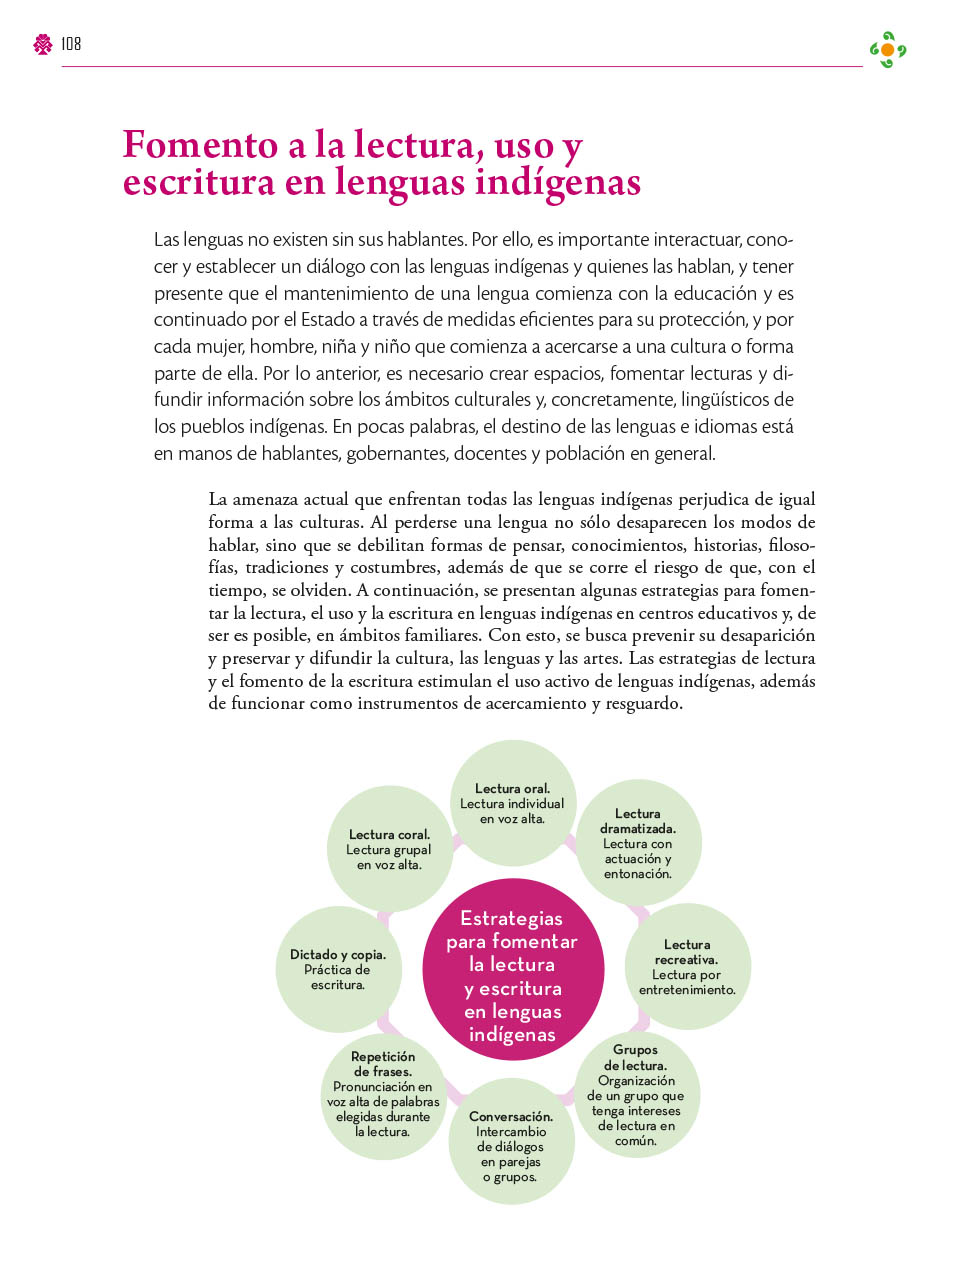 108
Fomento a la lectura, uso y
escritura en lenguas indígenas
Las lenguas no existen sin sus hablantes. Por ello, es importante interactuar, cono-
cer y establecer un diálogo con las lenguas indígenas y quienes las hablan, y tener
presente que el mantenimiento de una lengua comienza con la educación y es
continuado por el Estado a través de medidas eficientes para su protección, y por
cada mujer, hombre, niña y niño que comienza a acercarse a una cultura o forma
parte de ella. Por lo anterior, es necesario crear espacios, fomentar lecturas y di-
fundir información sobre los ámbitos culturales y, concretamente, lingüísticos de
los pueblos indígenas. En pocas palabras, el destino de las lenguas e idiomas está
en manos de hablantes, gobernantes, docentes y población en general.
La amenaza actual que enfrentan todas las lenguas indígenas perjudica de igual
forma a las culturas. Al perderse una lengua no sólo desaparecen los modos de
hablar, sino que se debilitan formas de pensar, conocimientos, historias, filoso-
fías, tradiciones y costumbres, además de que se corre el riesgo de que, con el
tiempo, se olviden. A continuación, se presentan algunas estrategias para fomen-
tar la lectura, el uso y la escritura en lenguas indígenas en centros educativos y, de
ser es posible, en ámbitos familiares. Con esto, se busca prevenir su desaparición
y preservar y difundir la cultura, las lenguas y las artes. Las estrategias de lectura
y el fomento de la escritura estimulan el uso activo de lenguas indígenas, además
de funcionar como instrumentos de acercamiento y resguardo.
Lectura oral.
Lectura individual
en voz alta.
Lectura
dramatizada.
Lectura con
actuación y
entonación.
Lectura
recreativa.
Lectura por
entretenimiento.
Grupos
de lectura.
Organización
de un grupo que
tenga intereses
de lectura en
común.
Conversación.
Intercambio
de diálogos
en parejas
o grupos.
Repetición
de frases.
Pronunciación en
voz alta de palabras
elegidas durante
la lectura.
Dictado y copia.
Práctica de
escritura.
Lectura coral.
Lectura grupal
en voz alta.
Estrategias
para fomentar
la lectura
y escritura
en lenguas
indígenas